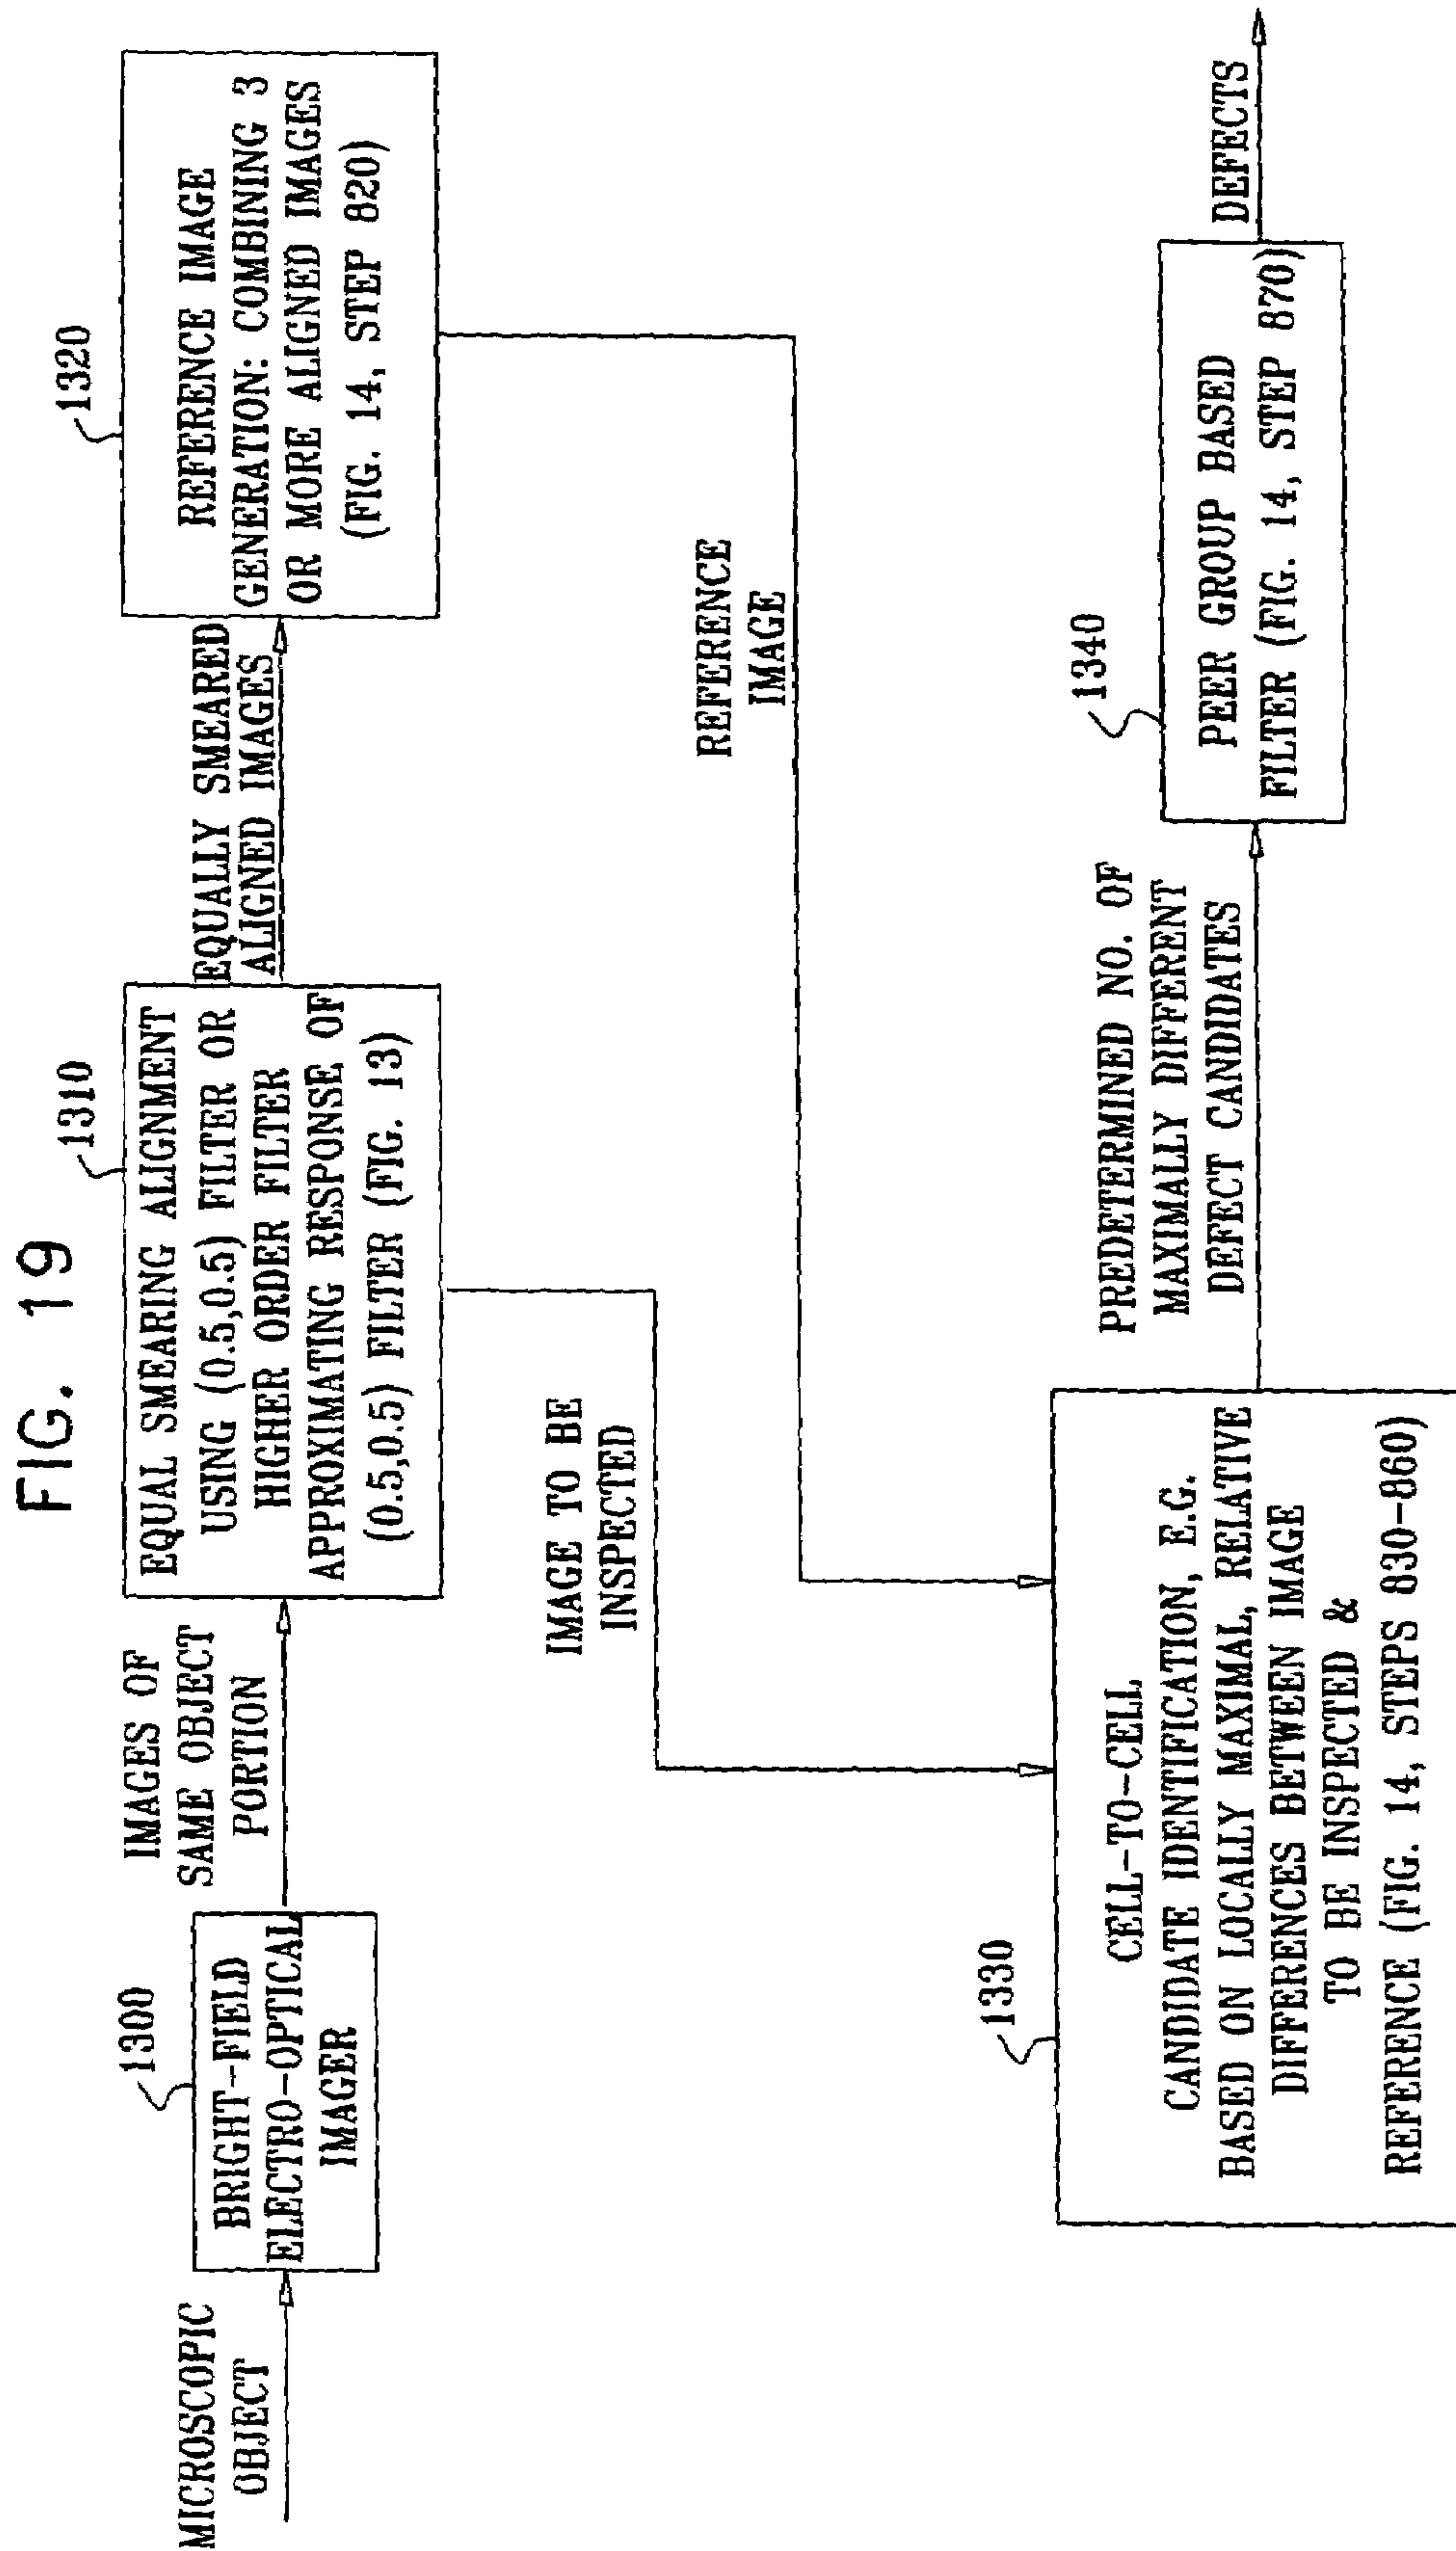 FIG. 19
MICROSCOPIC
OBJECT
1300
BRIGHT-FIELD
ELECTRO-OPTICAL
IMAGER
IMAGES OF
SAME OBJECT
PORTION
1310
EQUAL SMEARING ALIGNMENT
USING (0.5,0.5) FILTER OR
HIGHER ORDER FILTER
APPROXIMATING RESPONSE OF
(0.5,0.5) FILTER (FIG. 13)
EQUALLY SMEARED
ALIGNED IMAGES
1320
REFERENCE IMAGE
GENERATION: COMBINING 3
OR MORE ALIGNED IMAGES
(FIG. 14, STEP 820)
IMAGE TO BE
INSPECTED
REFERENCE
IMAGE
1330
CELL-TO-CELL
CANDIDATE IDENTIFICATION, E.G.
BASED ON LOCALLY MAXIMAL, RELATIVE
DIFFERENCES BETWEEN IMAGE
TO BE INSPECTED &
REFERENCE (FIG. 14, STEPS 830-860)
PREDETERMINED NO. OF
MAXIMALLY DIFFERENT
DEFECT CANDIDATES
1340
PEER GROUP BASED
FILTER (FIG. 14, STEP 870)
DEFECTS